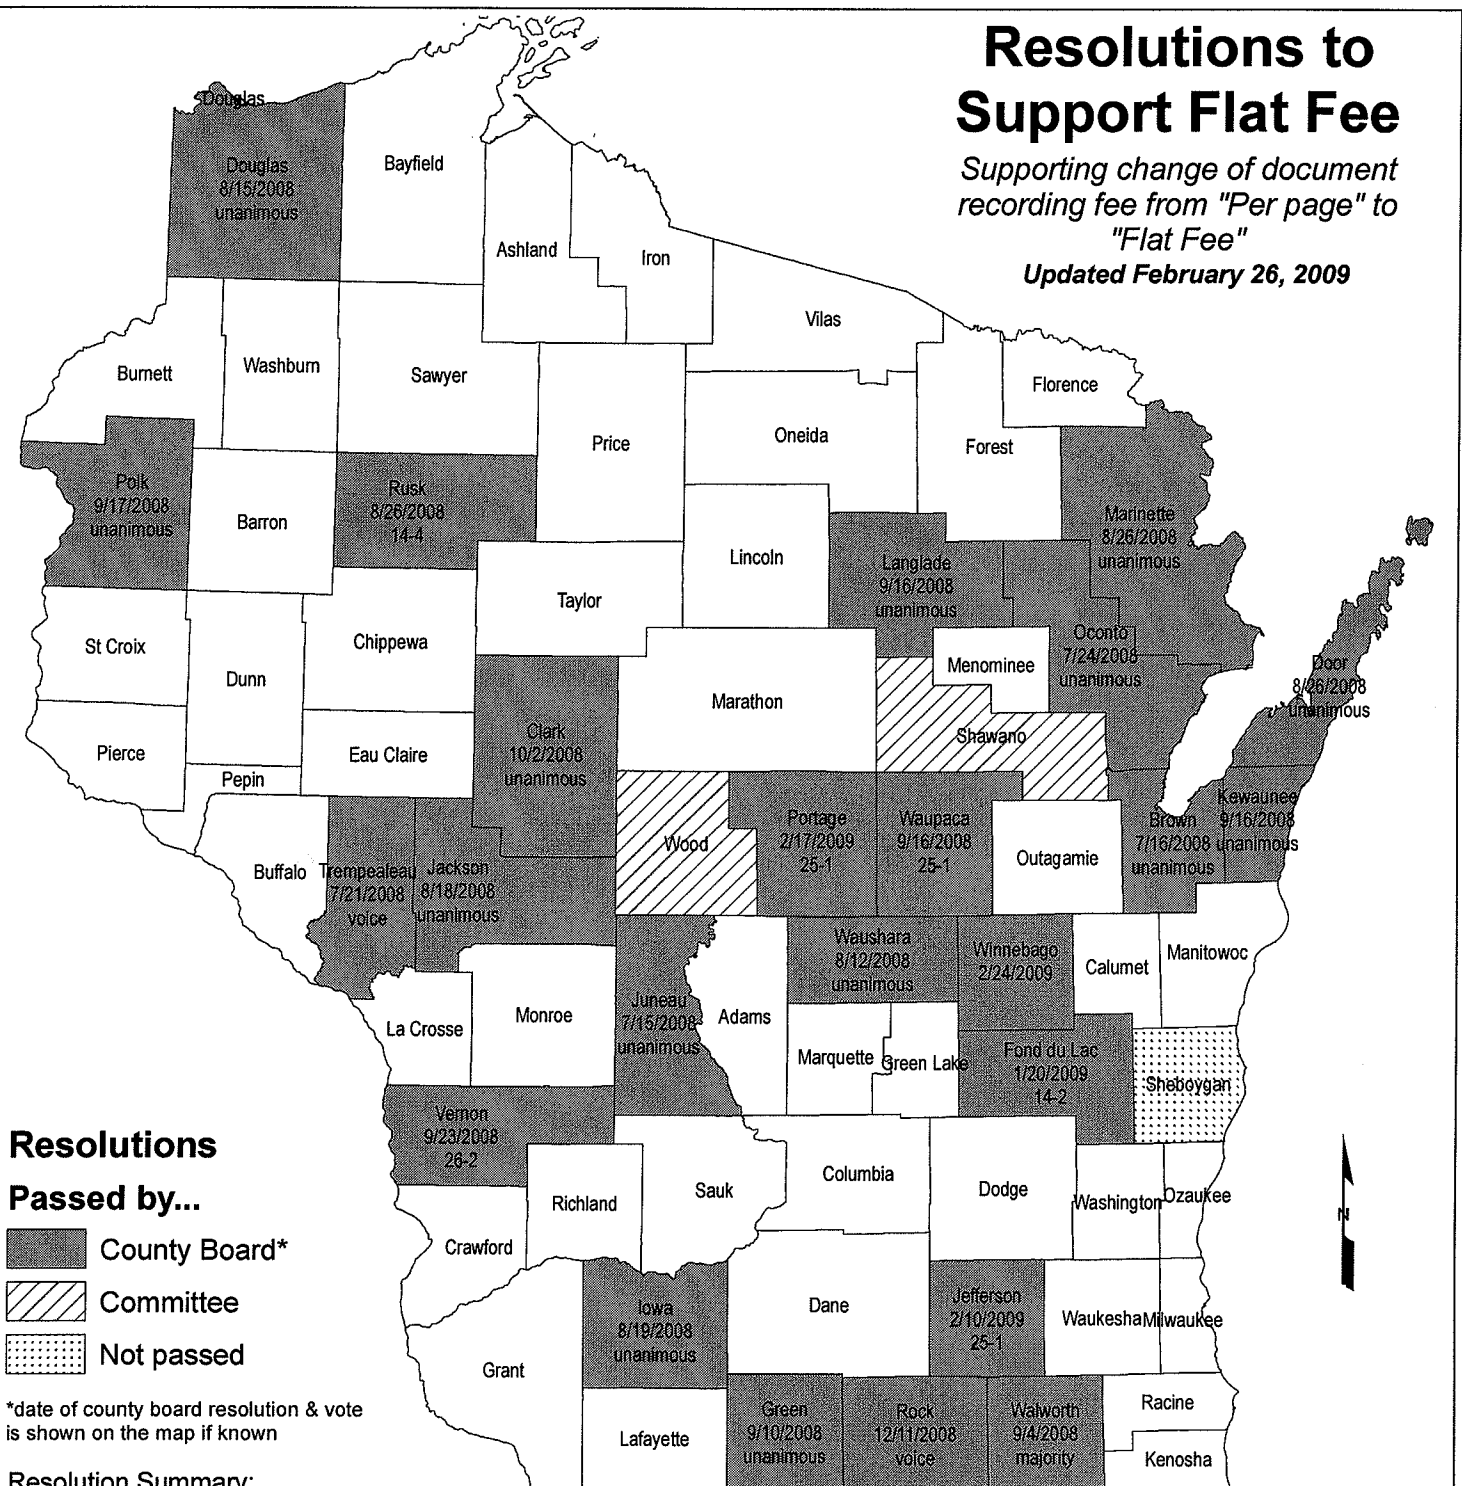 Resolutions to
Support Flat Fee
Supporting change of document
recording fee from "Per page" to
"Flat Fee"
Updated February 26, 2009
Douglas
Douglas
8/15/2008
unanimous
Bayfield
Ashland
Iron
Vilas
Burnett
Washburn
Sawyer
Florence
Price
Oneida
Forest
Polk
9/17/2008
unanimous
Barron
Rusk
8/26/2008
14-4
Marinette
8/26/2008
unanimous
Lincoln
Langlade
9/16/2008
unanimous
Taylor
St Croix
Chippewa
Dunn
Oconto
7/24/2008
unanimous
Menominee
Door
8/26/2008
unanimous
Marathon
Shawano
Clark
10/2/2008
unanimous
Pierce
Eau Claire
Pepin
Kewaunee
9/16/2008
unanimous
Wood
Portage
2/17/2009
25-1
Waupaca
9/16/2008
25-1
Outagamie
Brown
7/16/2008
unanimous
Buffalo
Trempealeau
7/21/2008
voice
Jackson
8/18/2008
unanimous
Waushara
8/12/2008
unanimous
Winnebago
2/24/2009
Calumet
Manitowoc
La Crosse
Monroe
Juneau
7/15/2008
unanimous
Adams
Marquette
Green Lake
Fond du Lac
1/20/2009
14-2
Sheboygan
Vernon
9/23/2008
26-2
Richland
Sauk
Columbia
Dodge
Washington
Ozaukee
N
Crawford
Iowa
8/19/2008
unanimous
Dane
Jefferson
2/10/2009
25-1
Waukesha
Milwaukee
Grant
Lafayette
Green
9/10/2008
unanimous
Rock
12/11/2008
voice
Walworth
9/4/2008
majority
Racine
Kenosha
Resolutions
Passed by...
County Board*
Committee
Not passed
*date of county board resolution & vote
is shown on the map if known
Resolution Summary: